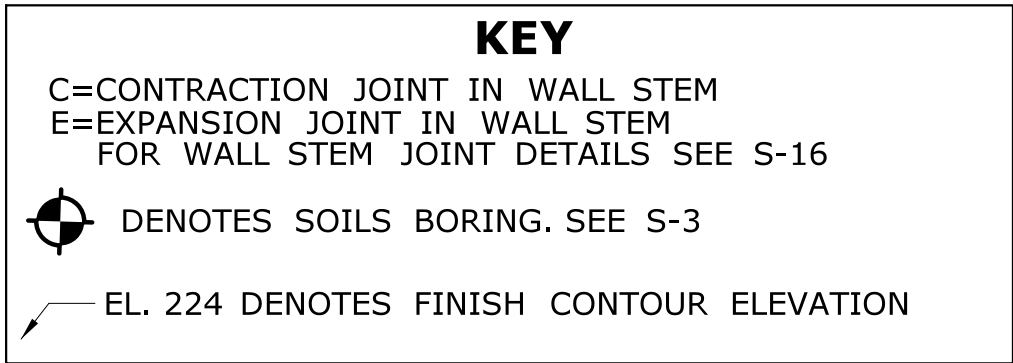 KEY
C=CONTRACTION JOINT IN WALL STEM
E=EXPANSION JOINT IN WALL STEM
FOR WALL STEM JOINT DETAILS SEE S-16
DENOTES SOILS BORING. SEE S-3
EL. 224 DENOTES FINISH CONTOUR ELEVATION